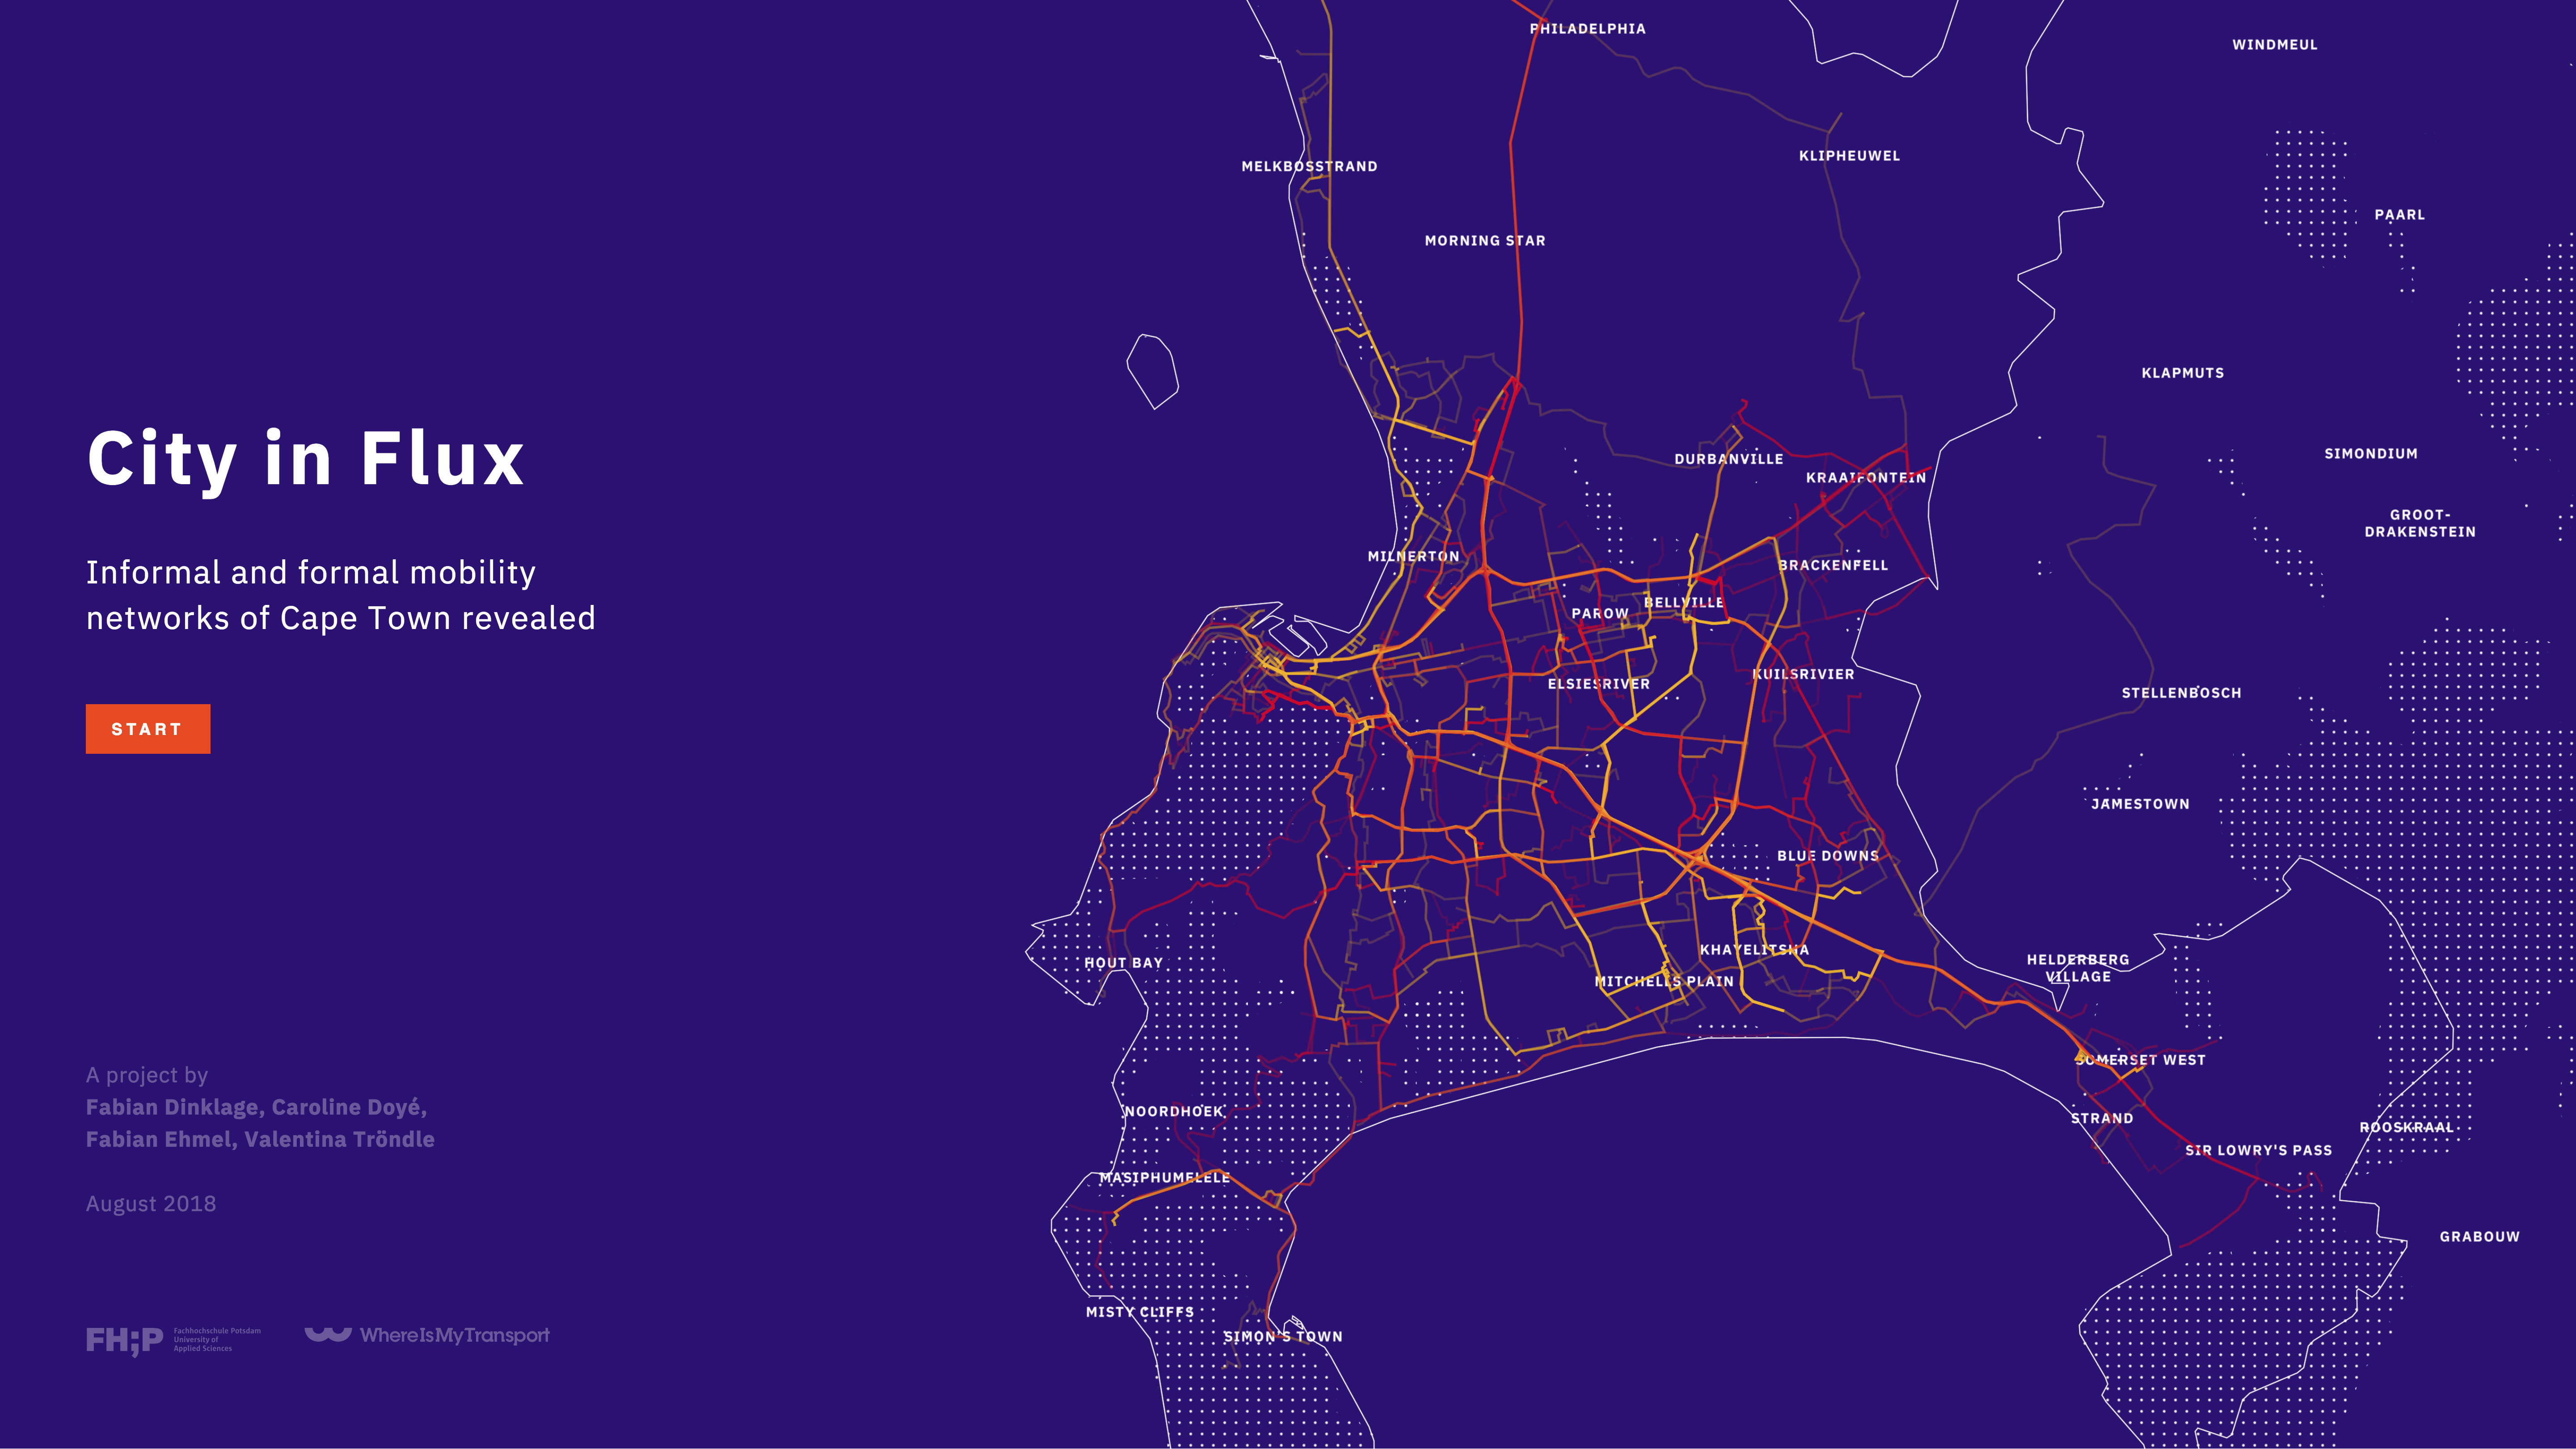 City in Flux
Informal and formal mobility
networks of Cape Town revealed
START
A project by
Fabian Dinklage, Caroline Doyé,
Fabian Ehmel, Valentina Tröndle
August 2018
FH;P
Fachhochschule Potsdam
University of
Applied Sciences
WhereIsMyTransport
PHILADELPHIA
WINDMEUL
KLIPHEUWEL
MELKBOSSTRAND
PAARL
MORNING STAR
KLAPMUTS
SIMONDIUM
DURBANVILLE
KRAAIFONTEIN
GROOT-
DRAKENSTEIN
MILNERTON
BRACKENFELL
BELLVILLE
PAROW
KUILSRIVIER
ELSIESRIVER
STELLENBOSCH
JAMESTOWN
BLUE DOWNS
KHAYELITSHA
HOUT BAY
HELDERBERG
VILLAGE
MITCHELLS PLAIN
SOMERSET WEST
NOORDHOEK
STRAND
ROOSKRAAL
SIR LOWRY'S PASS
MASIPHUMELELE
GRABOUW
MISTY CLIFFS
SIMON'S TOWN